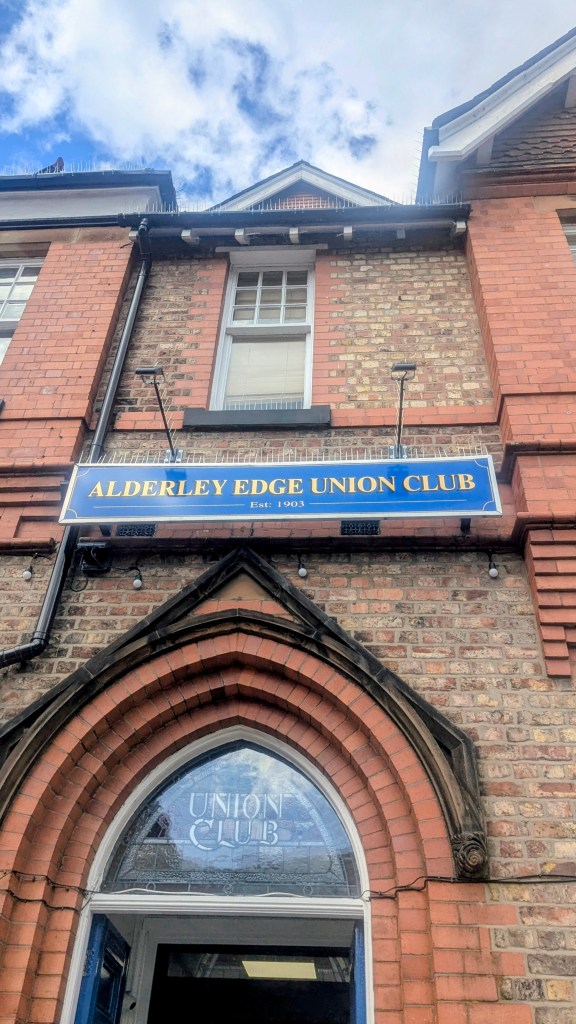 ALDERLEY EDGE UNION CLUB
Est: 1903
UNION
CLUB